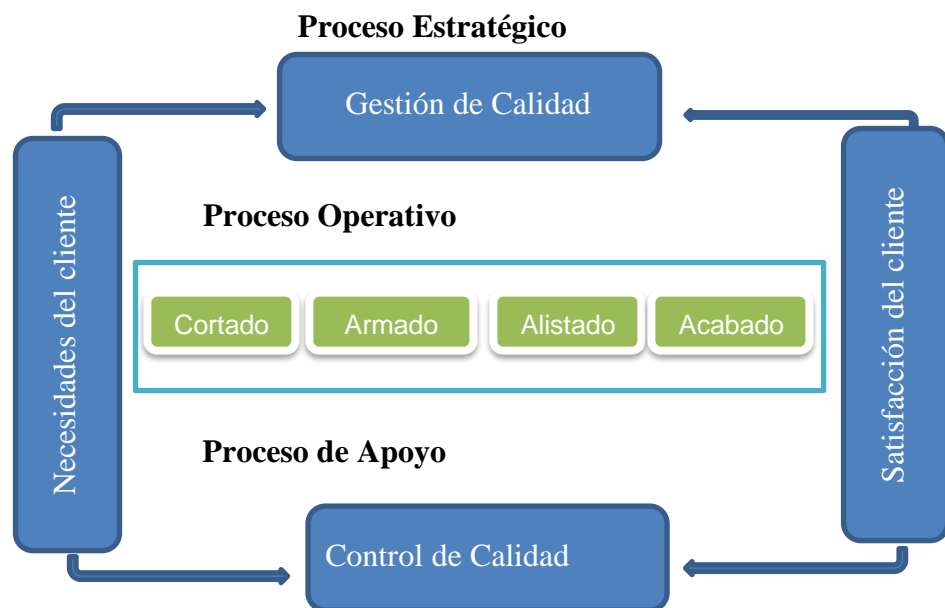 Proceso Estratégico
Gestión de Calidad
Necesidades del cliente
Proceso Operativo
Cortado
Armado
Alistado
Acabado
Satisfacción del cliente
Proceso de Apoyo
Control de Calidad